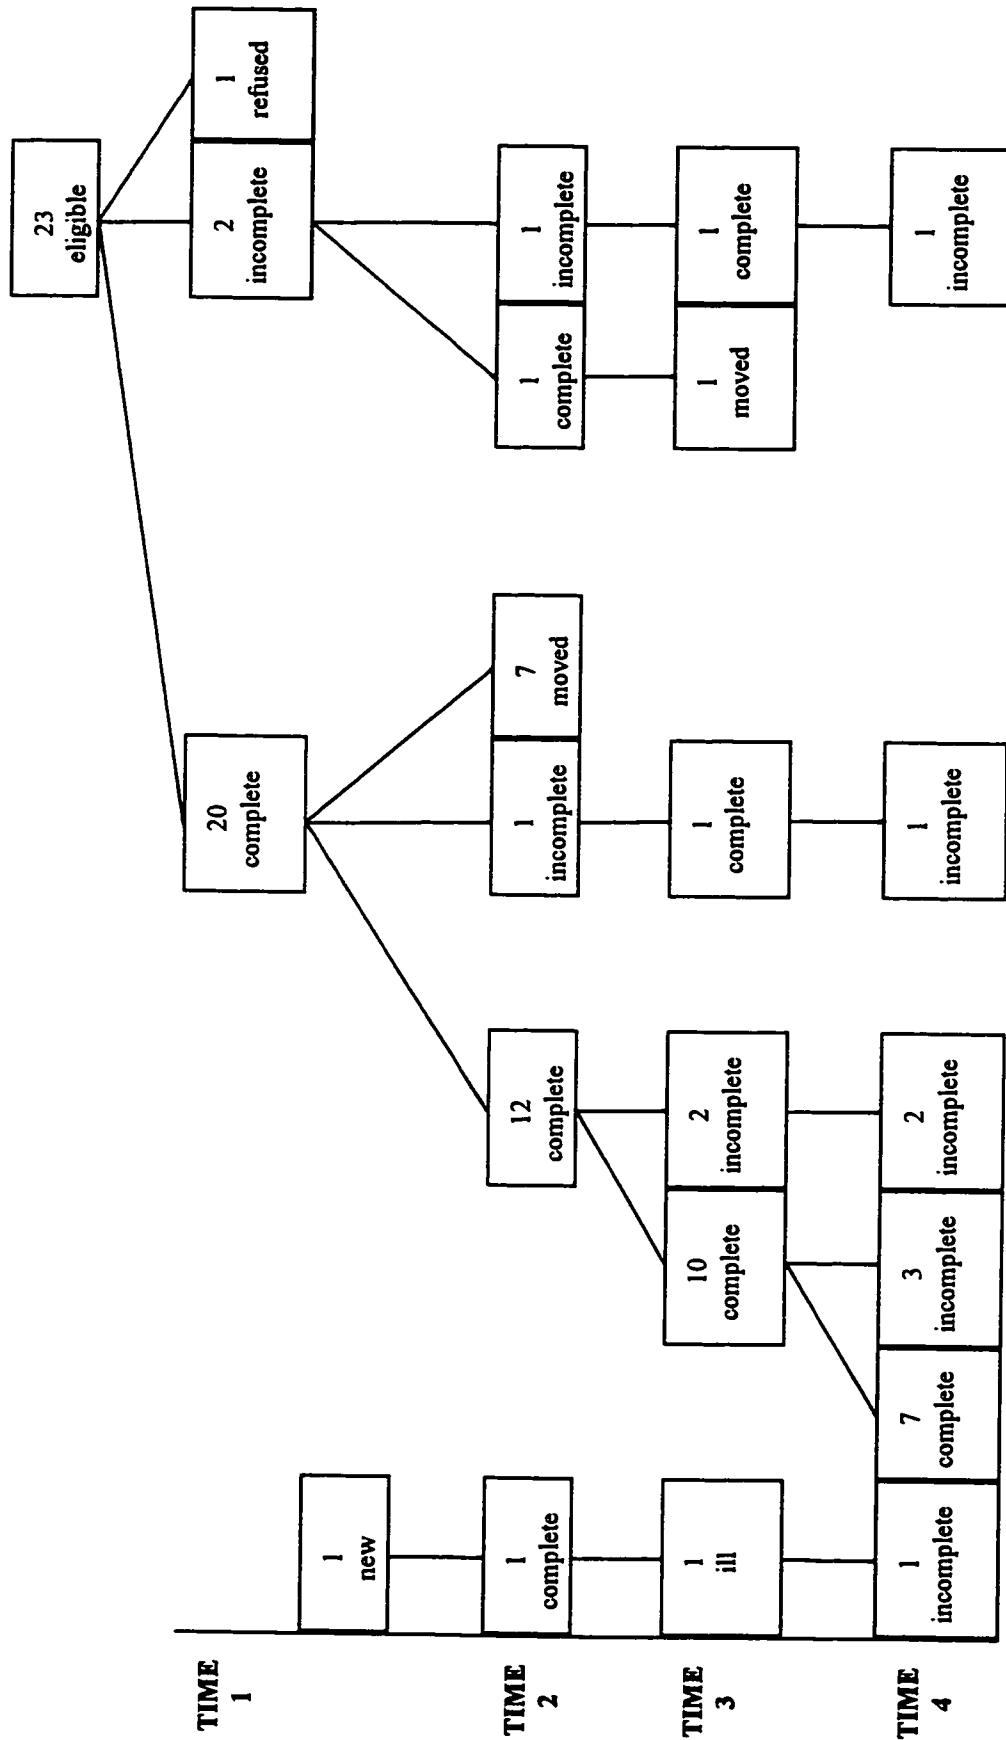 23
eligible
TIME
1
20
complete
2
incomplete
1
refused
1
new
TIME
2
1
complete
12
complete
1
incomplete
7
moved
1
complete
1
incomplete
TIME
3
1
ill
10
complete
2
incomplete
1
complete
1
moved
1
complete
TIME
4
1
incomplete
7
complete
3
incomplete
2
incomplete
1
incomplete
1
incomplete